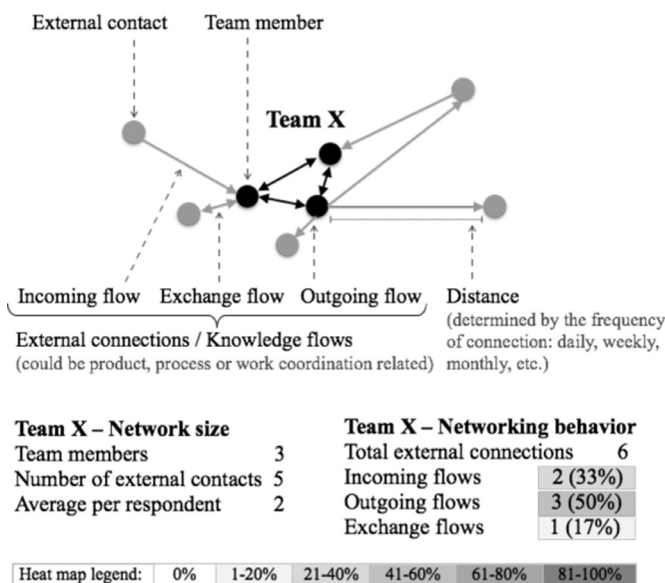 External contact
Team member
Team X
Incoming flow
Exchange flow
Outgoing flow
Distance
(determined by the frequency
of connection: daily, weekly,
monthly, etc.)
External connections / Knowledge flows
(could be product, process or work coordination related)
Team X – Network size
Team members 3
Number of external contacts 5
Average per respondent 2
Team X – Networking behavior
Total external connections 6
Incoming flows 2 (33%)
Outgoing flows 3 (50%)
Exchange flows 1 (17%)
Heat map legend: 0% 1-20% 21-40% 41-60% 61-80% 81-100%